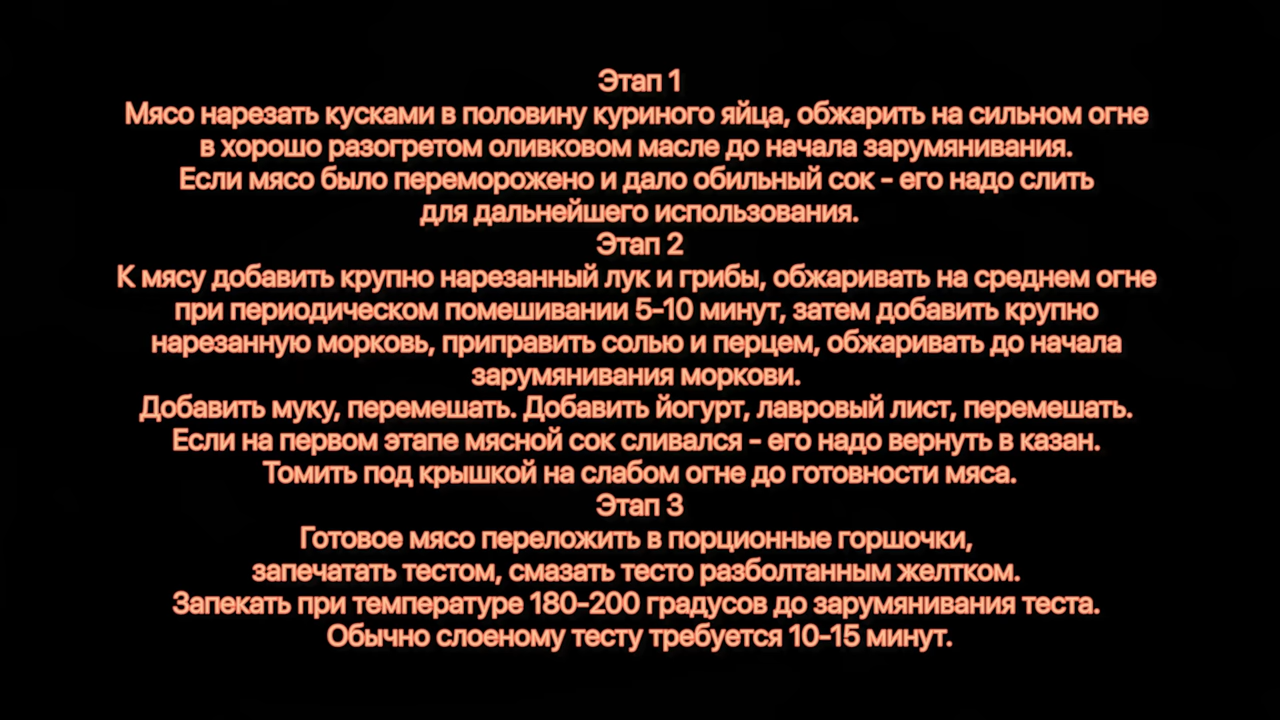 Этап 1
Мясо нарезать кусками в половину куриного яйца, обжарить на сильном огне
в хорошо разогретом оливковом масле до начала зарумянивания.
Если мясо было переморожено и дало обильный сок - его надо слить
для дальнейшего использования.
Этап 2
К мясу добавить крупно нарезанный лук и грибы, обжаривать на среднем огне
при периодическом помешивании 5-10 минут, затем добавить крупно
нарезанную морковь, приправить солью и перцем, обжаривать до начала
зарумянивания моркови.
Добавить муку, перемешать. Добавить йогурт, лавровый лист, перемешать.
Если на первом этапе мясной сок сливался - его надо вернуть в казан.
Томить под крышкой на слабом огне до готовности мяса.
Этап 3
Готовое мясо переложить в порционные горшочки,
запечатать тестом, смазать тесто разболтанным желтком.
Запекать при температуре 180-200 градусов до зарумянивания теста.
Обычно слоеному тесту требуется 10-15 минут.